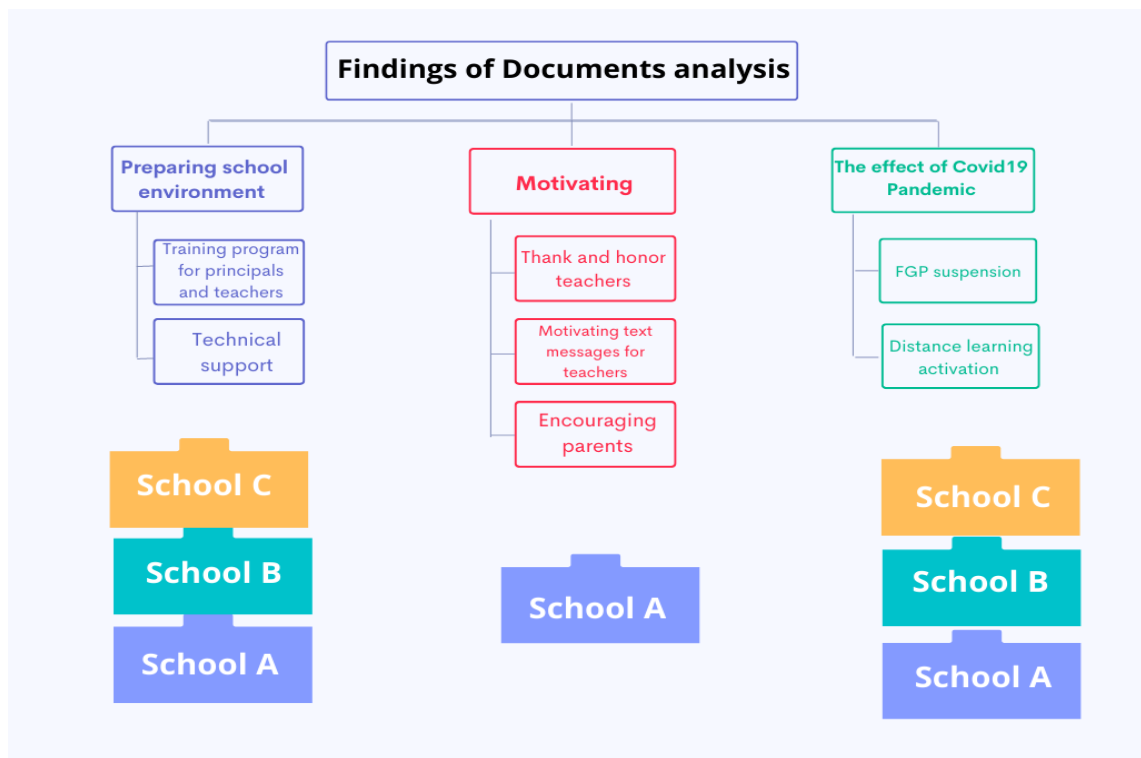 Findings of Documents analysis
Preparing school
environment
Training program
for principals
and teachers
Technical
support
School C
School B
School A
Motivating
Thank and honor
teachers
Motivating text
messages for
teachers
Encouraging
parents
School A
The effect of Covid19
Pandemic
FGP suspension
Distance learning
activation
School C
School B
School A